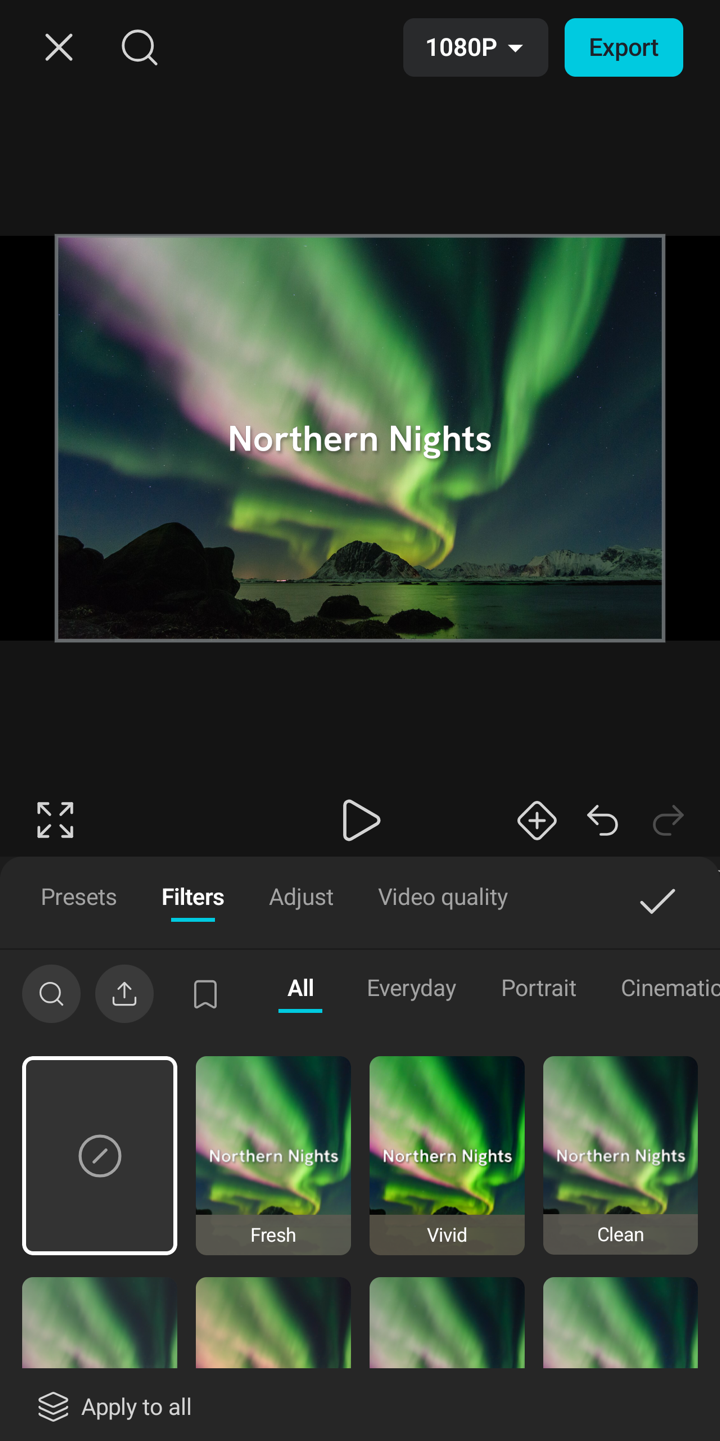 1080P
Export
Northern Nights
Presets
Filters
Adjust
Video quality
All
Everyday
Portrait
Cinematic
Northern Nights
Northern Nights
Northern Nights
Fresh
Vivid
Clean
Apply to all